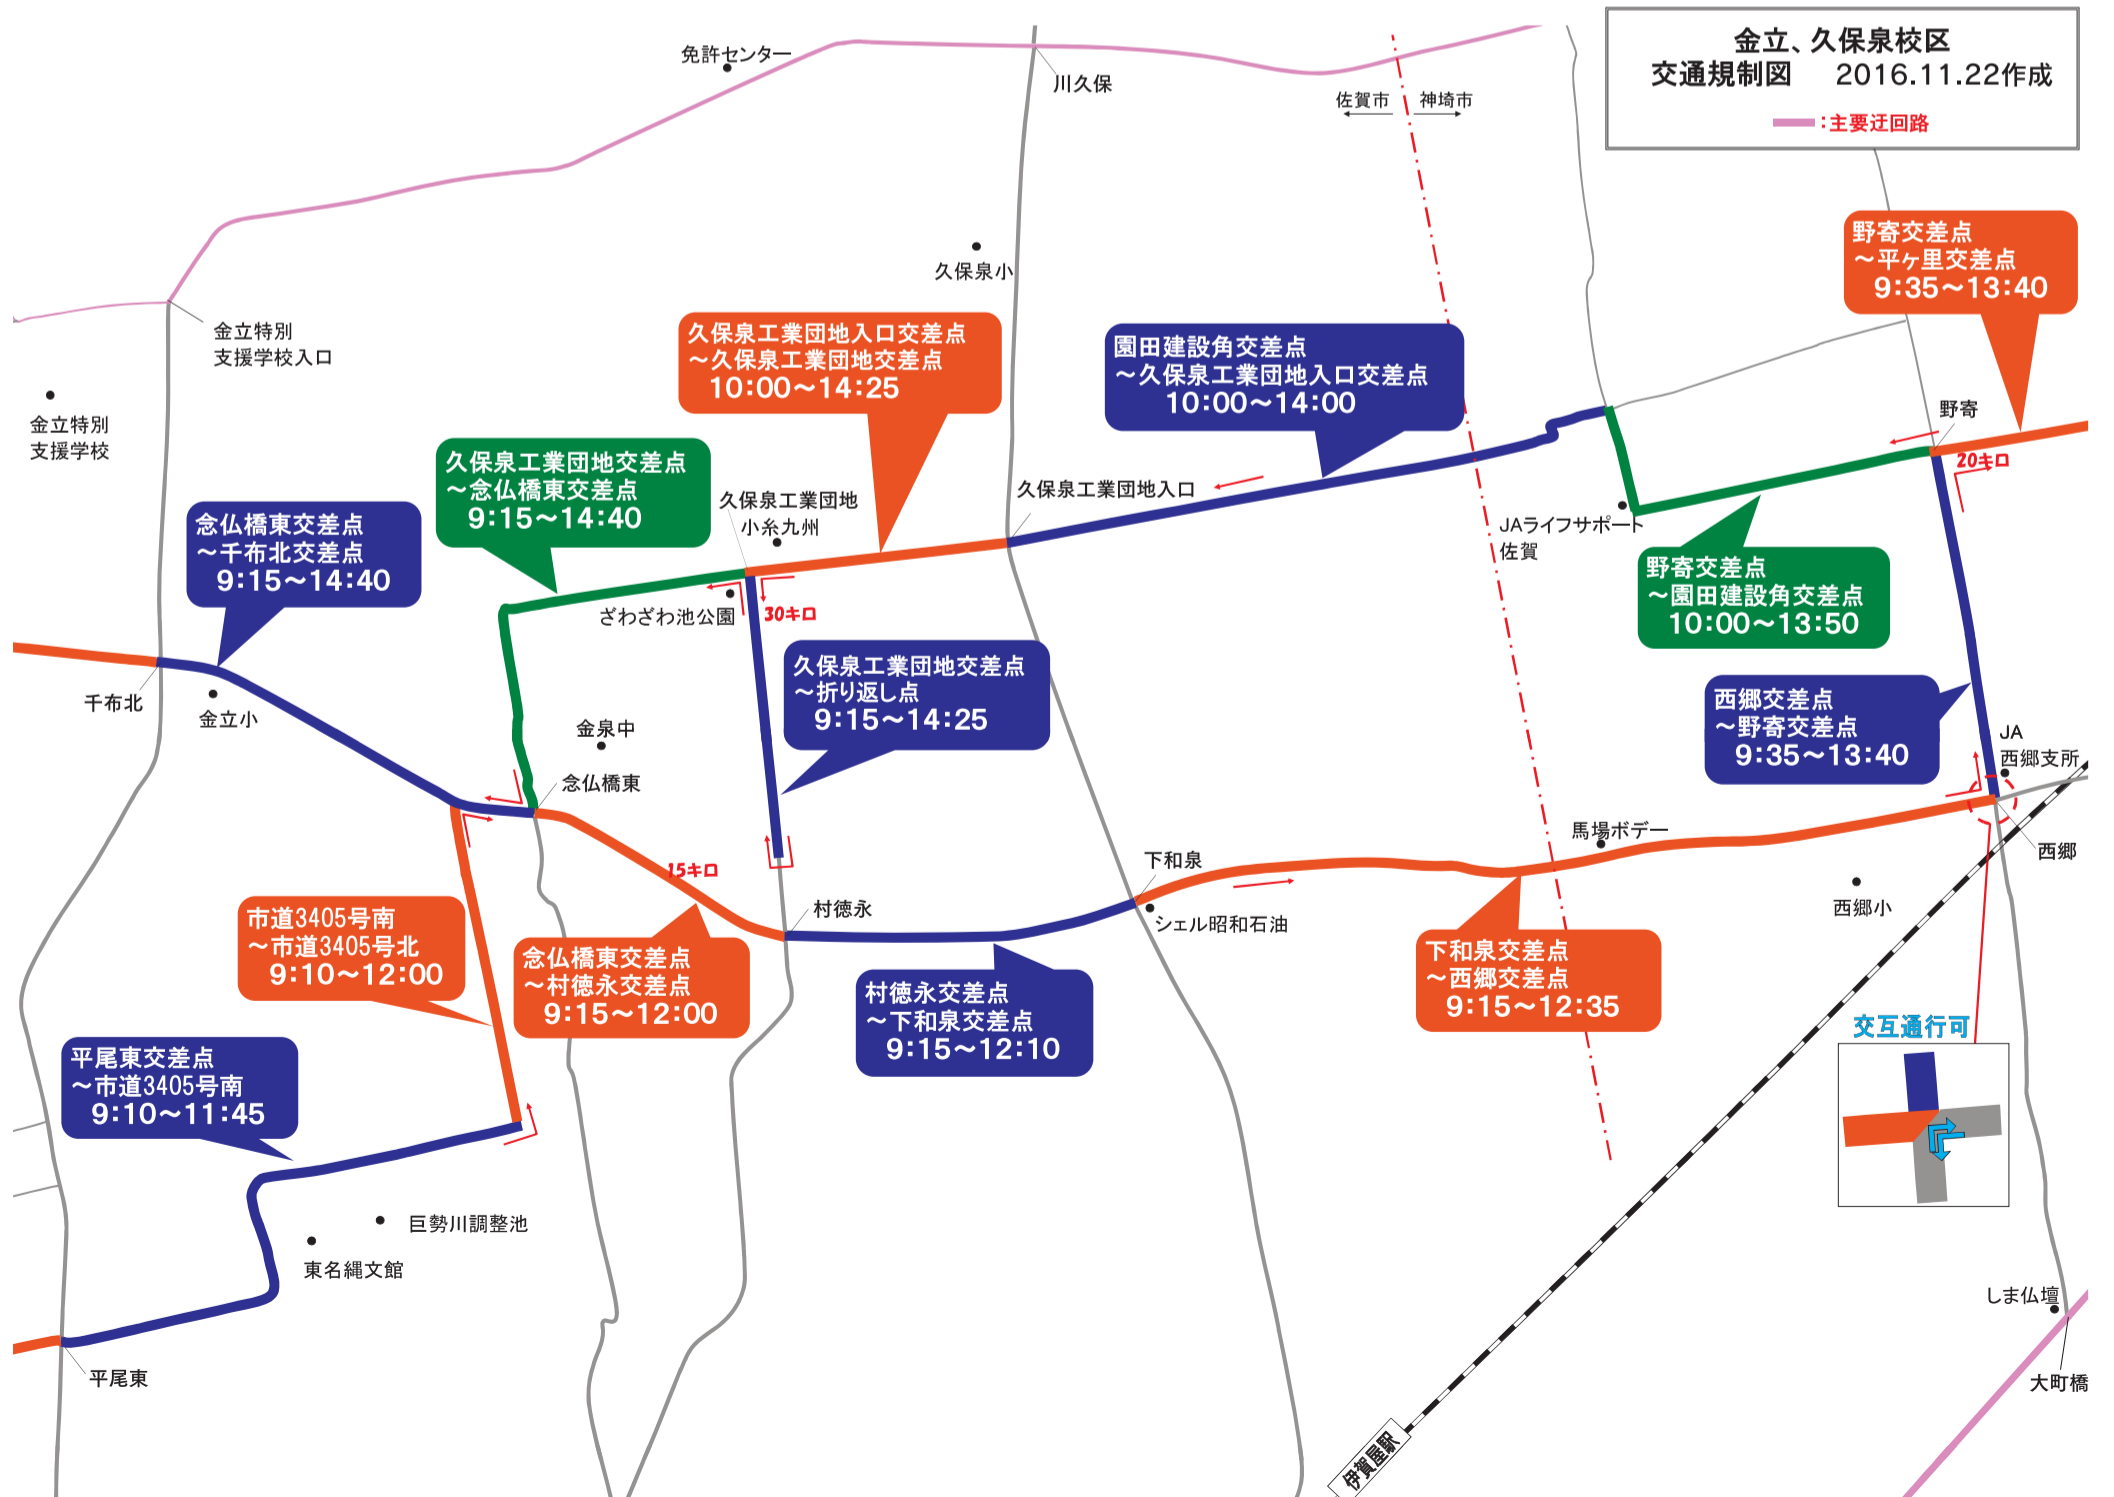 金立、久保泉校区
交通規制図 2016.11.22作成
：主要迂回路
免許センター
川久保
佐賀市 神埼市
野寄交差点
～平ヶ里交差点
9：35～13：40
久保泉小
金立特別
支援学校入口
久保泉工業団地入口交差点
～久保泉工業団地交差点
10：00～14：25
園田建設角交差点
～久保泉工業団地入口交差点
10：00～14：00
金立特別
支援学校
野寄
20キロ
久保泉工業団地交差点
～念仏橋東交差点
9：15～14：40
久保泉工業団地
小糸九州
久保泉工業団地入口
JAライフサポート
佐賀
念仏橋東交差点
～千布北交差点
9：15～14：40
野寄交差点
～園田建設角交差点
10：00～13：50
ざわざわ池公園
30キロ
久保泉工業団地交差点
～折り返し点
9：15～14：25
千布北
金立小
金泉中
西郷交差点
～野寄交差点
9：35～13：40
JA
西郷支所
念仏橋東
馬場ボデー
西郷
15キロ
下和泉
村徳永
シェル昭和石油
西郷小
市道3405号南
～市道3405号北
9：10～12：00
念仏橋東交差点
～村徳永交差点
9：15～12：00
村徳永交差点
～下和泉交差点
9：15～12：10
下和泉交差点
～西郷交差点
9：15～12：35
交互通行可
平尾東交差点
～市道3405号南
9：10～11：45
巨勢川調整池
東名縄文館
しま仏壇
平尾東
大町橋
伊賀屋駅